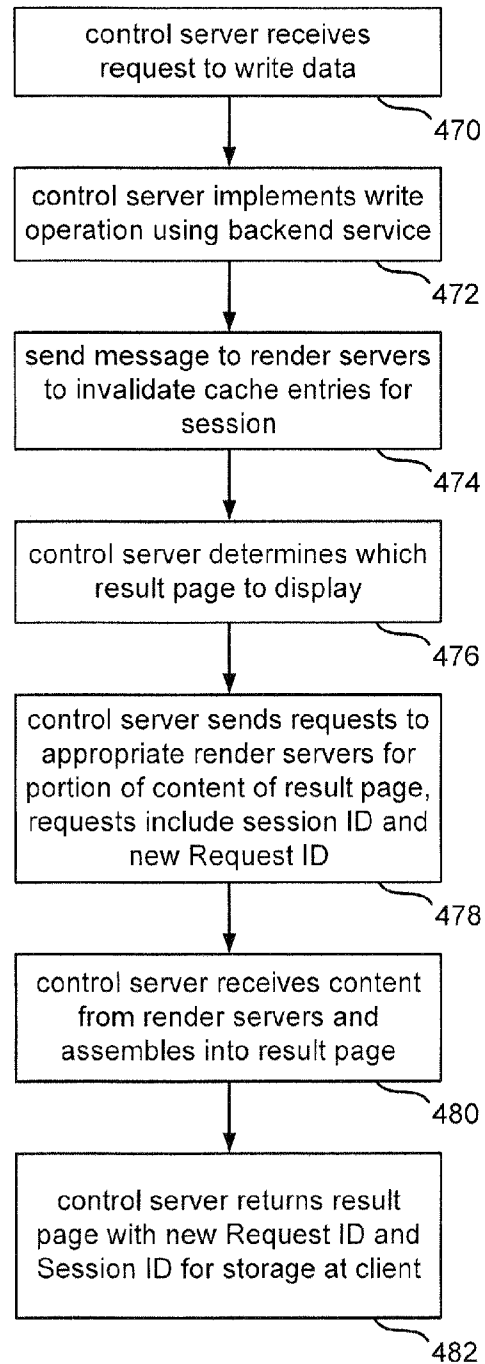 control server receives
request to write data
470
control server implements write
operation using backend service
472
send message to render servers
to invalidate cache entries for
session
474
control server determines which
result page to display
476
control server sends requests to
appropriate render servers for
portion of content of result page,
requests include session ID and
new Request ID
478
control server receives content
from render servers and
assembles into result page
480
control server returns result
page with new Request ID and
Session ID for storage at client
482